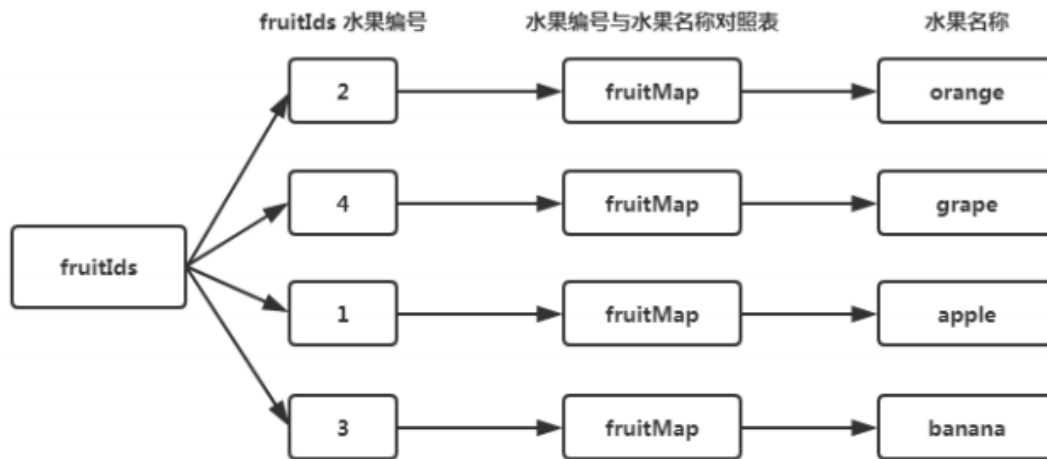 fruitIds 水果编号
水果编号与水果名称对照表
水果名称
2
fruitMap
orange
4
fruitMap
grape
fruitIds
1
fruitMap
apple
3
fruitMap
banana